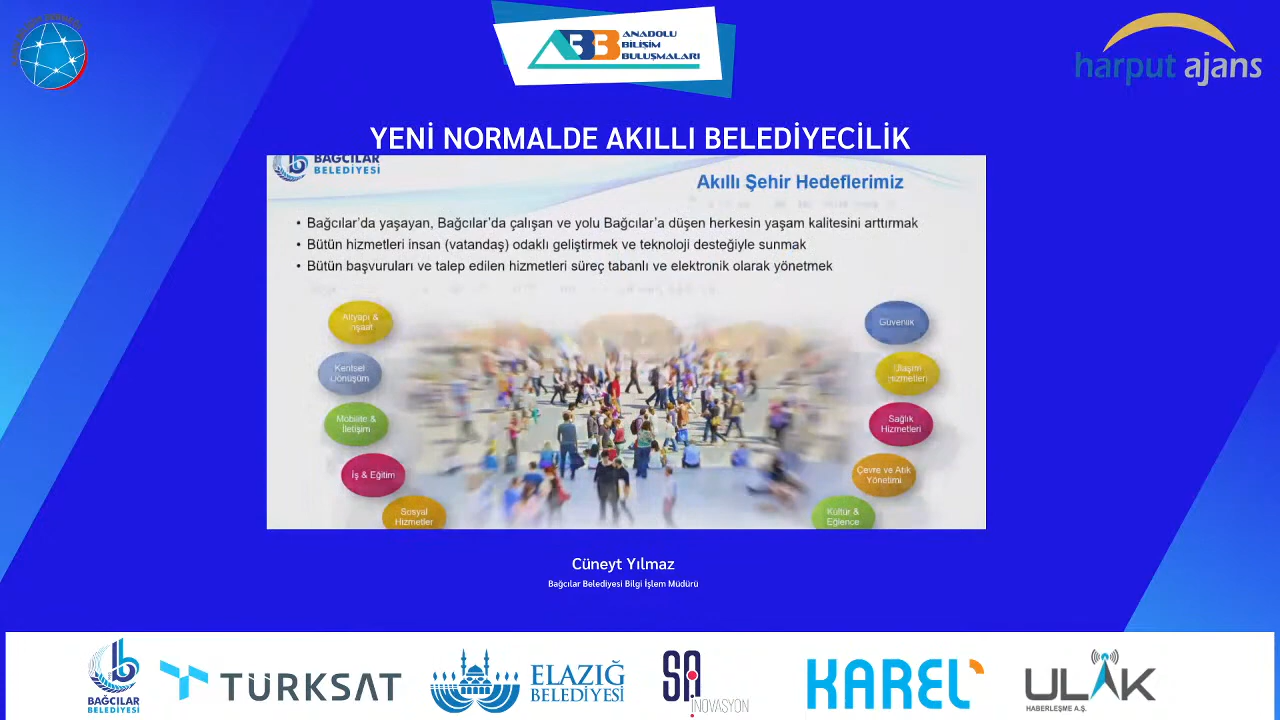 ANADOLU
BİLİŞİM
BULUŞMALARI
harput ajans
YENİ NORMALDE AKILLI BELEDİYECİLİK
BAĞCILAR
BELEDİYESİ
Akıllı Şehir Hedeflerimiz
• Bağcılar'da yaşayan, Bağcılar'da çalışan ve yolu Bağcılar'a düşen herkesin yaşam kalitesini arttırmak
• Bütün hizmetleri insan (vatandaş) odaklı geliştirmek ve teknoloji desteğiyle sunmak
• Bütün başvuruları ve talep edilen hizmetleri süreç tabanlı ve elektronik olarak yönetmek
Altyapı &
İnşaat
Kentsel
Dönüşüm
Mobilite &
İletişim
İş & Eğitim
Sosyal
Hizmetler
Güvenlik
Ulaşım
Hizmetleri
Sağlık
Hizmetleri
Çevre ve Atık
Yönetimi
Kültür &
Eğlence
Cüneyt Yılmaz
Bağcılar Belediyesi Bilgi İşlem Müdürü
BAĞCILAR
BELEDİYESİ
TÜRKSAT
ELAZIĞ
BELEDİYESİ
SPA
İNOVASYON
KAREL
ULAK
HABERLEŞME A.Ş.